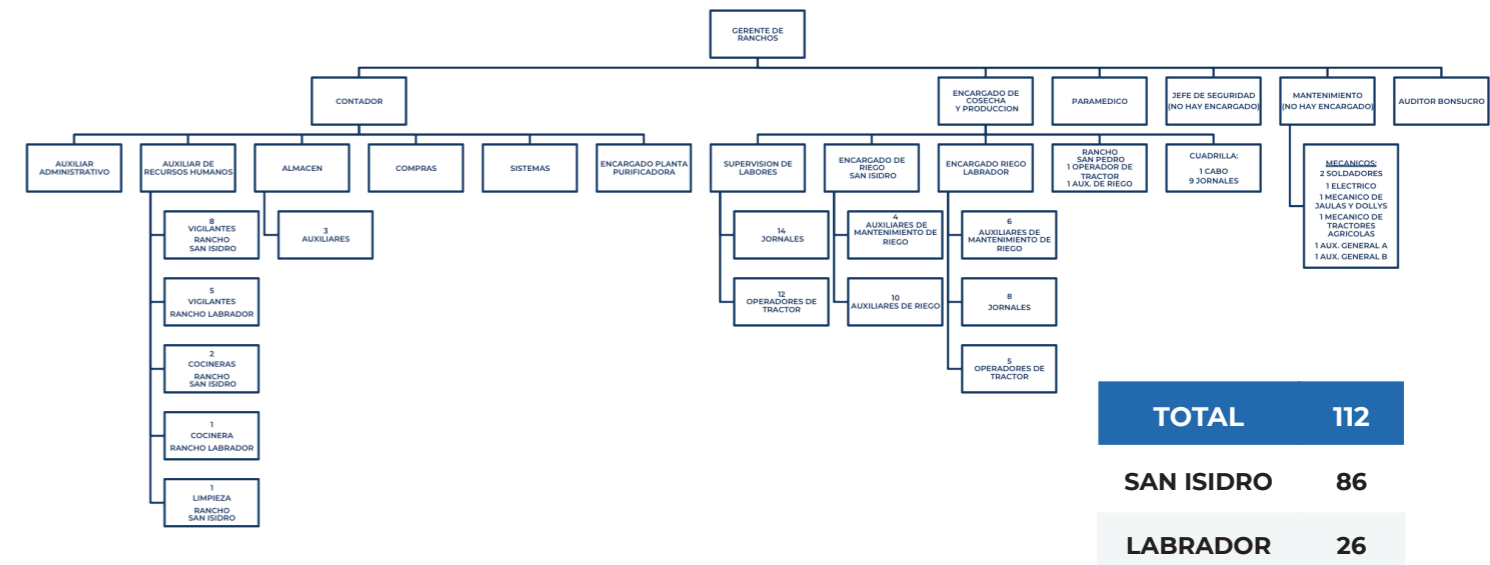 GERENTE DE
RANCHOS
CONTADOR
ENCARGADO DE
COSECHA
Y PRODUCCION
PARAMEDICO
JEFE DE SEGURIDAD
(NO HAY ENCARGADO)
MANTENIMIENTO
(NO HAY ENCARGADO)
AUDITOR BONSUCRO
AUXILIAR
ADMINISTRATIVO
AUXILIAR DE
RECURSOS HUMANOS
ALMACEN
COMPRAS
SISTEMAS
ENCARGADO PLANTA
PURIFICADORA
SUPERVISION DE
LABORES
ENCARGADO DE
RIEGO
SAN ISIDRO
ENCARGADO RIEGO
LABRADOR
RANCHO
SAN PEDRO
1 OPERADOR DE
TRACTOR
1 AUX. DE RIEGO
CUADRILLA:
1 CABO
9 JORNALES
MECANICOS:
2 SOLDADORES
1 ELECTRICO
1 MECANICO DE
JAULAS Y DOLLYS
1 MECANICO DE
TRACTORES
AGRICOLAS
1 AUX. GENERAL A
1 AUX. GENERAL B
8
VIGILANTES
RANCHO
SAN ISIDRO
3
AUXILIARES
14
JORNALES
4
AUXILIARES DE
MANTENIMIENTO DE
RIEGO
6
AUXILIARES DE
MANTENIMIENTO DE
RIEGO
5
VIGILANTES
RANCHO LABRADOR
12
OPERADORES DE
TRACTOR
10
AUXILIARES DE RIEGO
8
JORNALES
2
COCINERAS
RANCHO
SAN ISIDRO
5
OPERADORES DE
TRACTOR
1
COCINERA
RANCHO LABRADOR
1
LIMPIEZA
RANCHO
SAN ISIDRO
TOTAL 112
SAN ISIDRO 86
LABRADOR 26